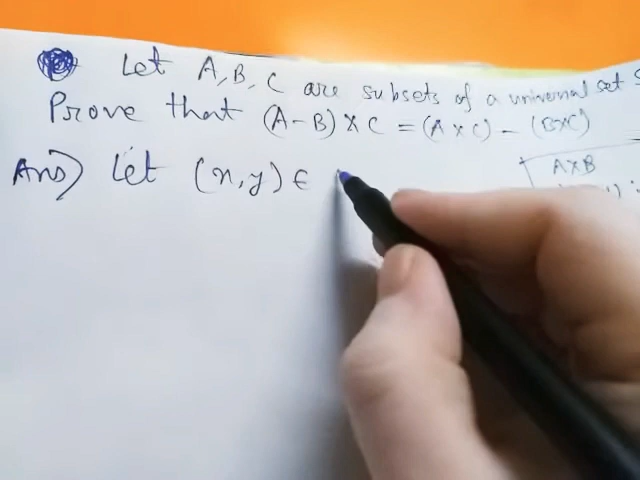 Let A, B, C are subsets of a universal set S
Prove that (A-B) × C = (A × C) - (B×C)
Ans) Let (x, y) ∈
A×B